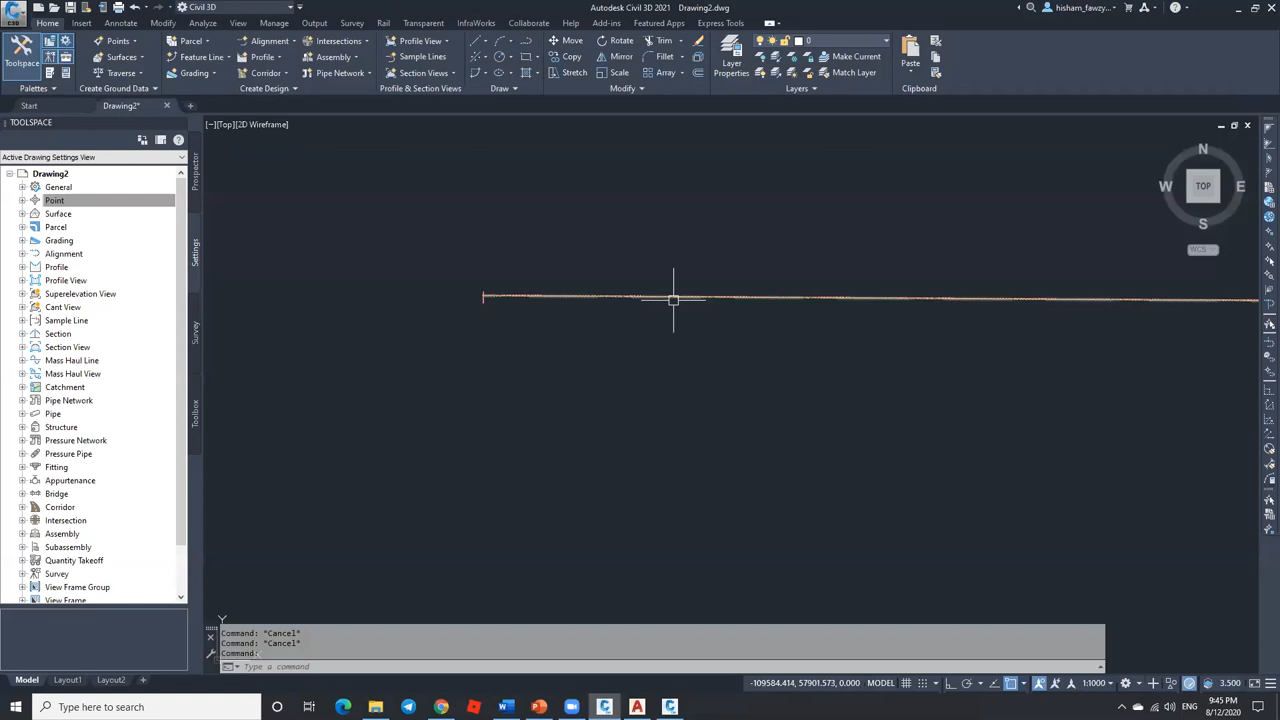 C3D
Civil 3D
Autodesk Civil 3D 2021 Drawing2.dwg
hisham_fawzy...
Home Insert Annotate Modify Analyze View Manage Output Survey Rail Transparent InfraWorks Collaborate Help Add-ins Featured Apps Express Tools
Toolspace
Points
Surfaces
Traverse
Parcel
Feature Line
Grading
Alignment
Profile
Corridor
Intersections
Assembly
Pipe Network
Profile View
Sample Lines
Section Views
Move
Copy
Stretch
Rotate
Mirror
Scale
Trim
Fillet
Array
Layer
Properties
0
Make Current
Match Layer
Paste
Palettes Create Ground Data Create Design Profile & Section Views Draw Modify Layers Clipboard
Start Drawing2*
TOOLSPACE
Active Drawing Settings View
Drawing2
General
Point
Surface
Parcel
Grading
Alignment
Profile
Profile View
Superelevation View
Cant View
Sample Line
Section
Section View
Mass Haul Line
Mass Haul View
Catchment
Pipe Network
Pipe
Structure
Pressure Network
Pressure Pipe
Fitting
Appurtenance
Bridge
Corridor
Intersection
Assembly
Subassembly
Quantity Takeoff
Survey
View Frame Group
View Frame
Prospector
Settings
Survey
Toolbox
[−][Top][2D Wireframe]
N
W TOP E
S
WCS
Y
Command: *Cancel*
Command: *Cancel*
Command:
Type a command
Model Layout1 Layout2
-109584.414, 57901.573, 0.000 MODEL
1:1000
3.500
Type here to search
ENG
9:45 PM
8/12/2020